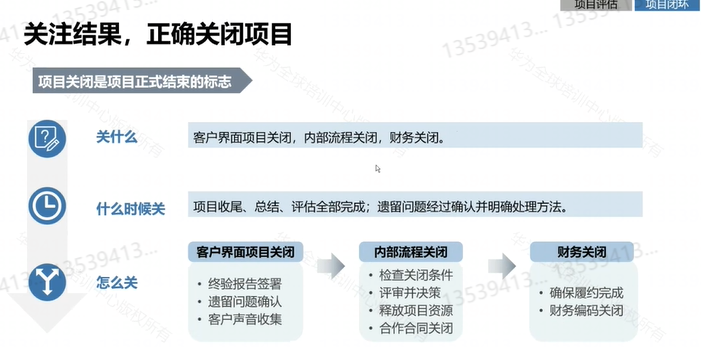 项目评估
项目闭环
关注结果，正确关闭项目
项目关闭是项目正式结束的标志
关什么
客户界面项目关闭，内部流程关闭，财务关闭。
什么时候关
项目收尾、总结、评估全部完成；遗留问题经过确认并明确处理方法。
怎么关
客户界面项目关闭
• 终验报告签署
• 遗留问题确认
• 客户声音收集
内部流程关闭
• 检查关闭条件
• 评审并决策
• 释放项目资源
• 合作合同关闭
财务关闭
• 确保履约完成
• 财务编码关闭
13539413...
13539413...
13539413...
13539413...